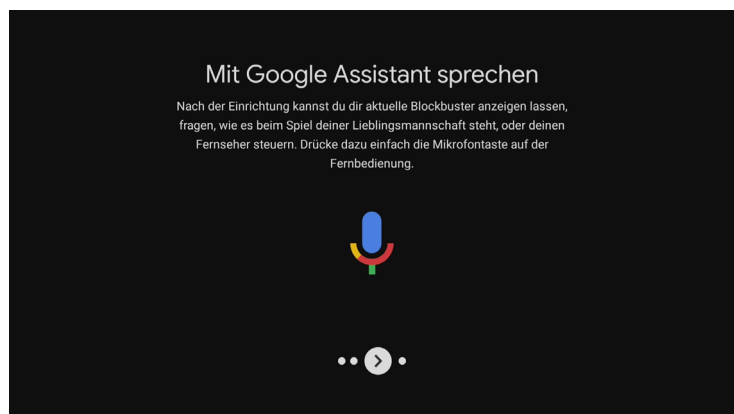 Mit Google Assistant sprechen
Nach der Einrichtung kannst du dir aktuelle Blockbuster anzeigen lassen,
fragen, wie es beim Spiel deiner Lieblingsmannschaft steht, oder deinen
Fernseher steuern. Drücke dazu einfach die Mikrofontaste auf der
Fernbedienung.